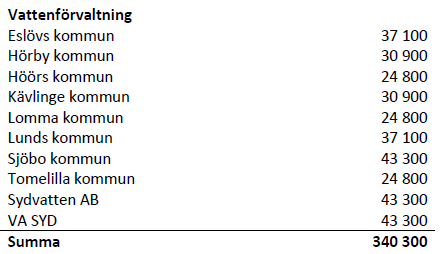 Vattenförvaltning
Eslövs kommun 37 100
Hörby kommun 30 900
Höörs kommun 24 800
Kävlinge kommun 30 900
Lomma kommun 24 800
Lunds kommun 37 100
Sjöbo kommun 43 300
Tomelilla kommun 24 800
Sydvatten AB 43 300
VA SYD 43 300
Summa 340 300